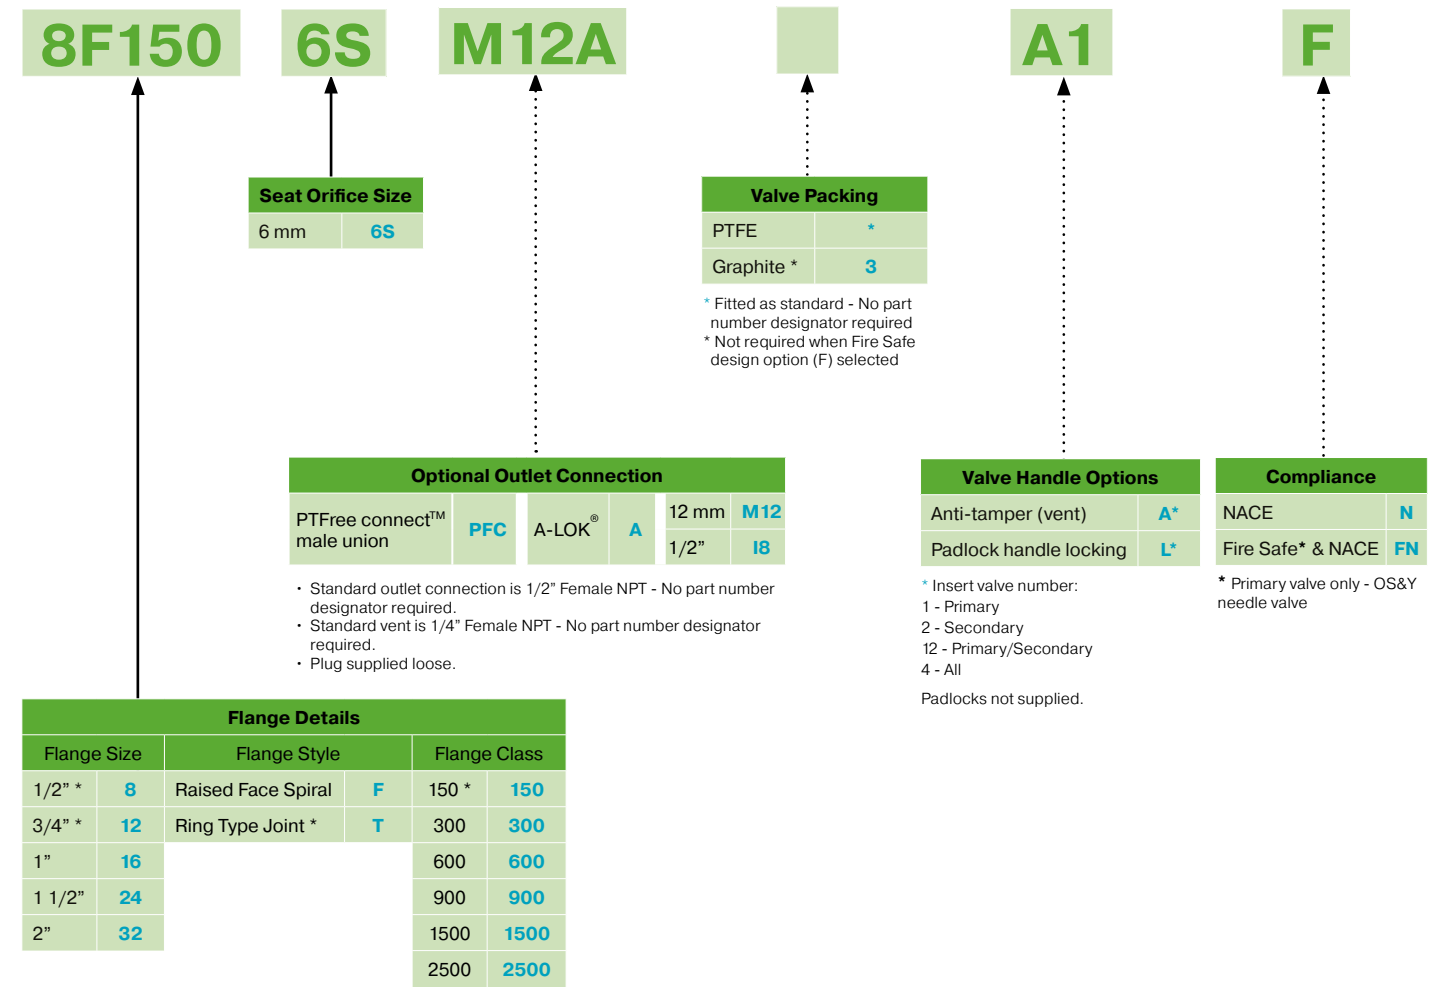 8F150 6S M12A A1 F
Seat Orifice Size
6 mm 6S
Valve Packing
PTFE *
Graphite * 3
* Fitted as standard - No part
number designator required
* Not required when Fire Safe
design option (F) selected
Optional Outlet Connection
PTFree connect™
male union
PFC
A-LOK®
A
12 mm M12
1/2” I8
• Standard outlet connection is 1/2” Female NPT - No part number
designator required.
• Standard vent is 1/4” Female NPT - No part number designator
required.
• Plug supplied loose.
Valve Handle Options
Anti-tamper (vent) A*
Padlock handle locking L*
* Insert valve number:
1 - Primary
2 - Secondary
12 - Primary/Secondary
4 - All
Padlocks not supplied.
Compliance
NACE N
Fire Safe* & NACE FN
* Primary valve only - OS&Y
needle valve
Flange Details
Flange Size Flange Style Flange Class
1/2” * 8 Raised Face Spiral F 150 * 150
3/4” * 12 Ring Type Joint * T 300 300
1” 16 600 600
1 1/2” 24 900 900
2” 32 1500 1500
2500 2500